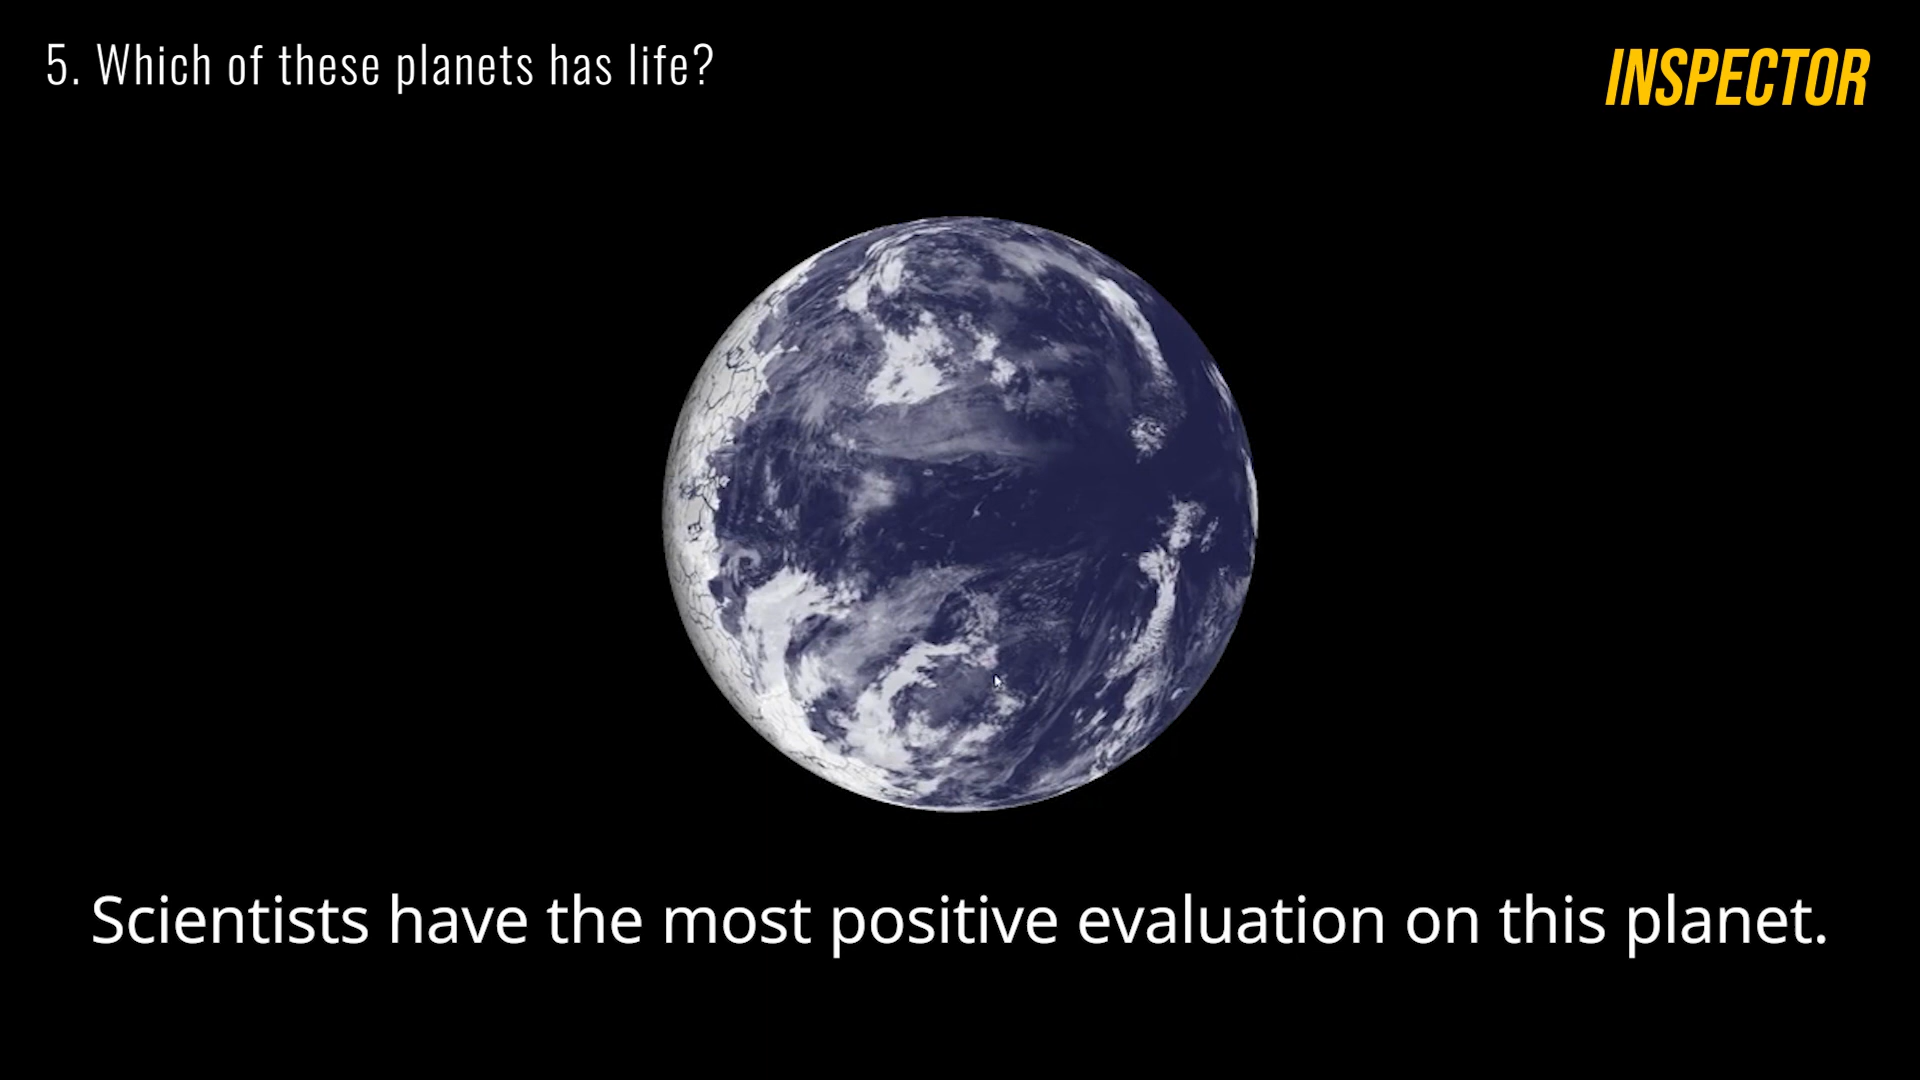 5. Which of these planets has life?
INSPECTOR
Scientists have the most positive evaluation on this planet.